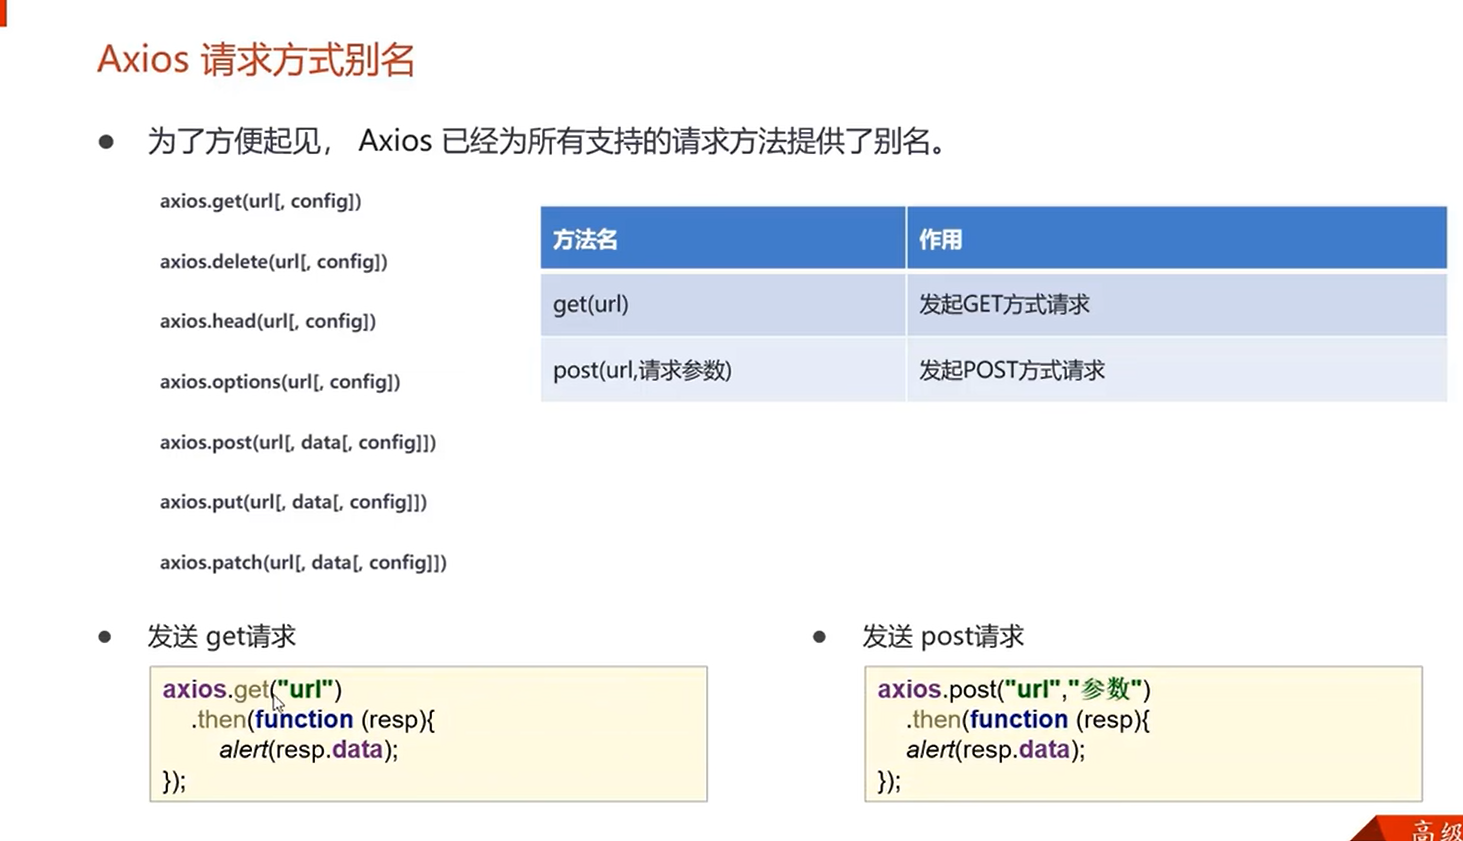 Axios 请求方式别名
为了方便起见， Axios 已经为所有支持的请求方法提供了别名。
axios.get(url[, config])
axios.delete(url[, config])
axios.head(url[, config])
axios.options(url[, config])
axios.post(url[, data[, config]])
axios.put(url[, data[, config]])
axios.patch(url[, data[, config]])
方法名 作用
get(url) 发起GET方式请求
post(url,请求参数) 发起POST方式请求
发送 get请求
axios.get("url")
.then(function (resp){
alert(resp.data);
});
发送 post请求
axios.post("url","参数")
.then(function (resp){
alert(resp.data);
});
高级